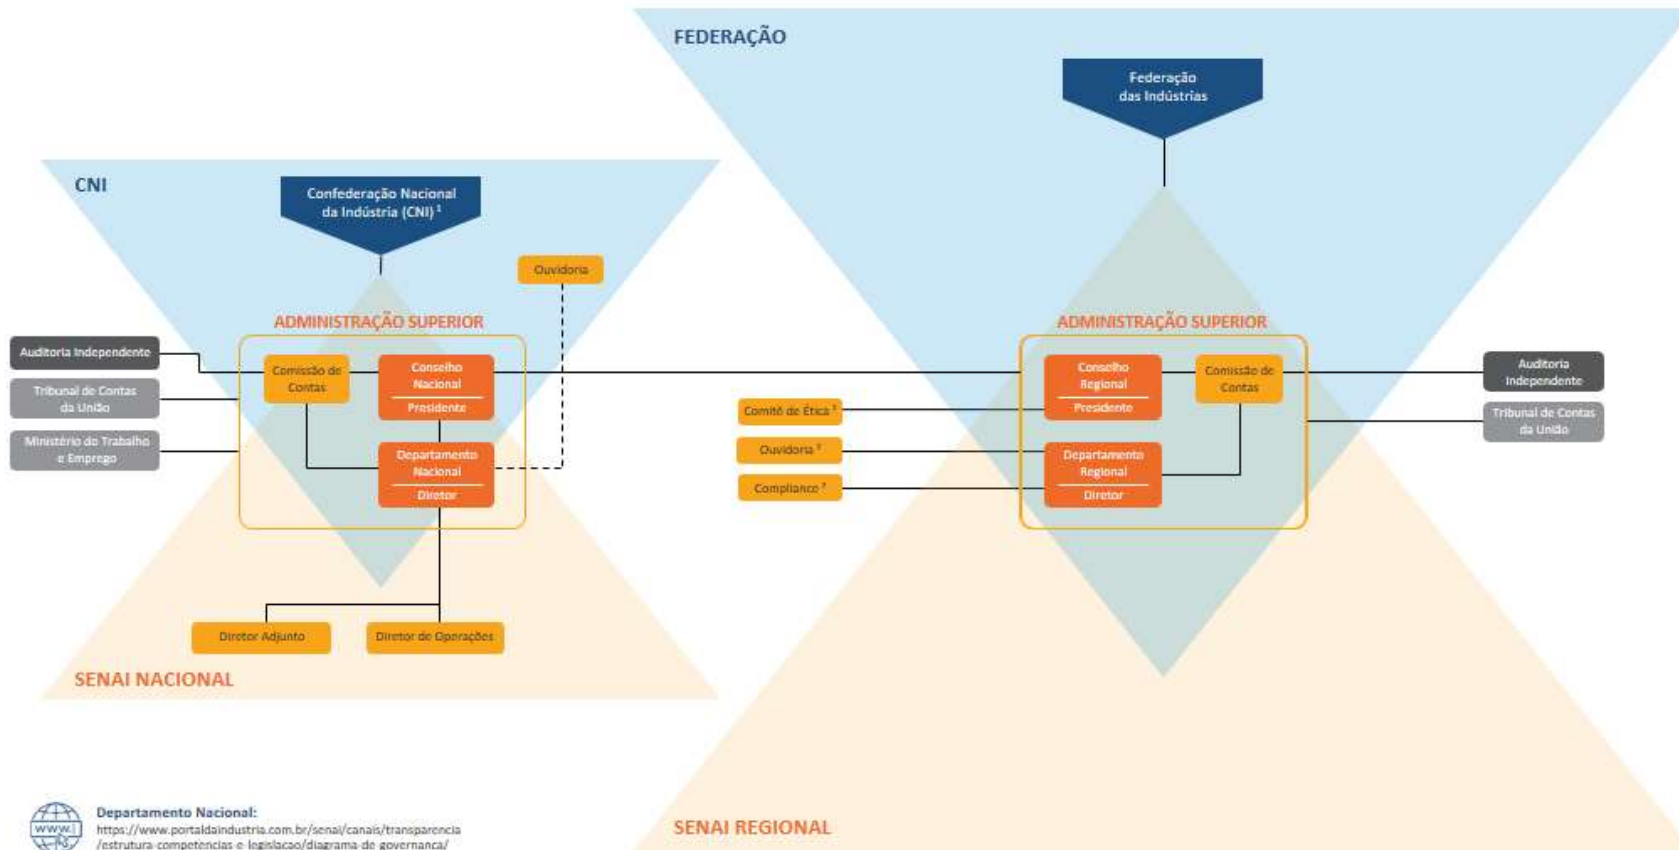 FEDERAÇÃO
Federação
das Indústrias
CNI
Confederação Nacional
da Indústria (CNI) ¹
Ouvidoria
ADMINISTRAÇÃO SUPERIOR
Auditoria Independente
Tribunal de Contas
da União
Ministério do Trabalho
e Emprego
Comissão de
Contas
Conselho
Nacional
Presidente
Departamento
Nacional
Diretor
Diretor Adjunto
Diretor de Operações
SENAI NACIONAL
ADMINISTRAÇÃO SUPERIOR
Comitê de Ética
Ouvidoria
Compliance
Conselho
Regional
Presidente
Departamento
Regional
Diretor
Comissão de
Contas
Auditoria
Independente
Tribunal de Contas
da União
SENAI REGIONAL
www.
Departamento Nacional:
https://www.portaldaindustria.com.br/senai/canais/transparencia
/estrutura-competencias-e-legislacao/diagrama-de-governanca/